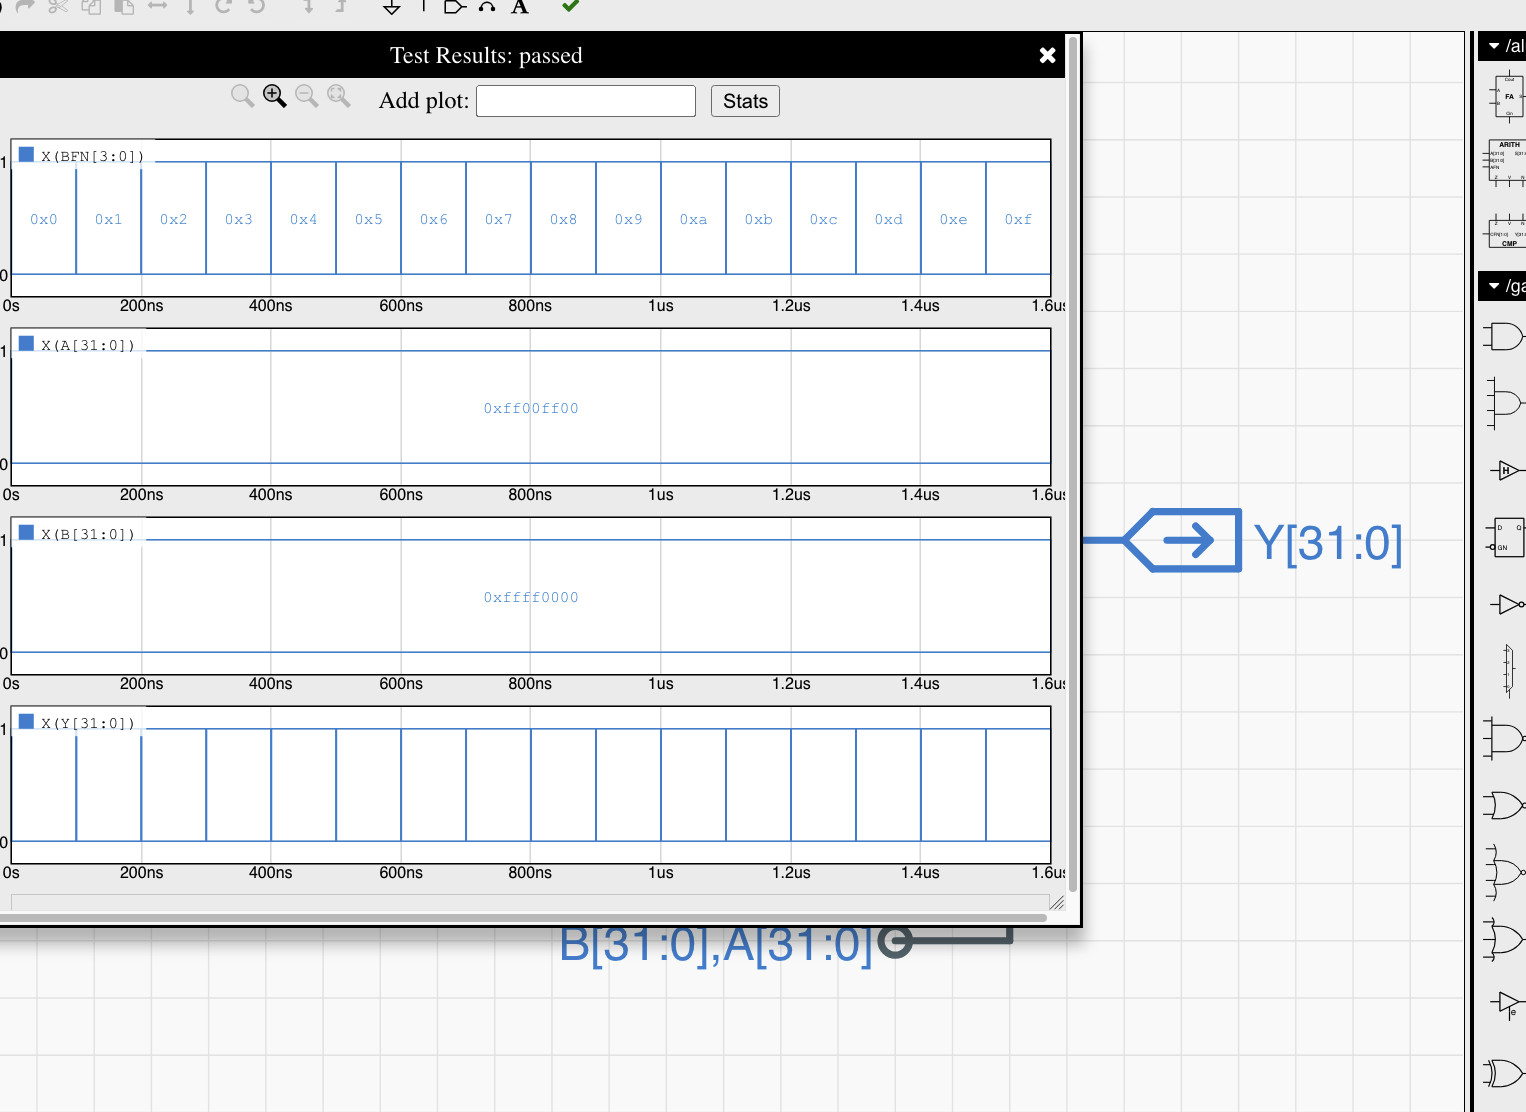 A
Test Results: passed
Add plot:
Stats
X(BFN[3:0])
1
0x0 0x1 0x2 0x3 0x4 0x5 0x6 0x7 0x8 0x9 0xa 0xb 0xc 0xd 0xe 0xf
0
0s 200ns 400ns 600ns 800ns 1us 1.2us 1.4us 1.6us
X(A[31:0])
1
0xff00ff00
0
0s 200ns 400ns 600ns 800ns 1us 1.2us 1.4us 1.6us
X(B[31:0])
1
0xffff0000
0
0s 200ns 400ns 600ns 800ns 1us 1.2us 1.4us 1.6us
X(Y[31:0])
1
0
0s 200ns 400ns 600ns 800ns 1us 1.2us 1.4us 1.6us
Y[31:0]
B[31:0],A[31:0]
/al
FA
ARITH
CMP
/ga
H
D Q
GN
e